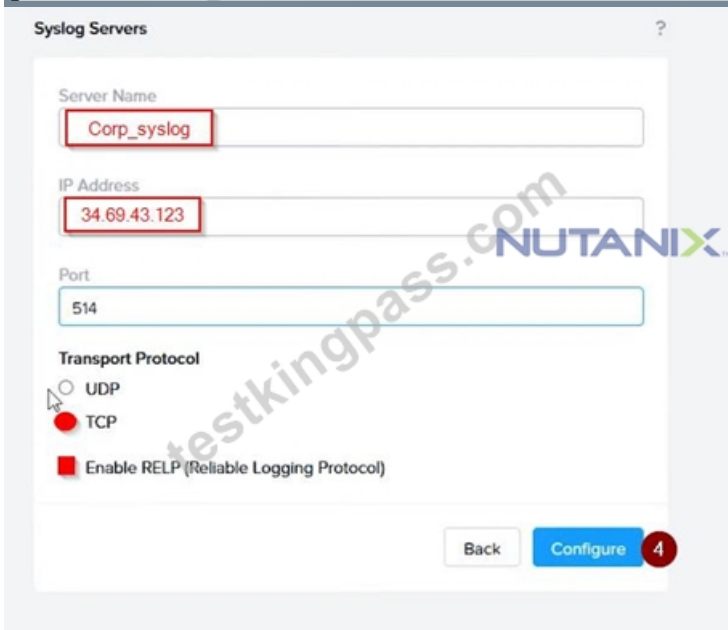 Syslog Servers ?
Server Name
Corp_syslog
IP Address
34.69.43.123
NUTANIX
Port
514
testkingpass.com
Transport Protocol
UDP
TCP
Enable RELP (Reliable Logging Protocol)
Back Configure 4